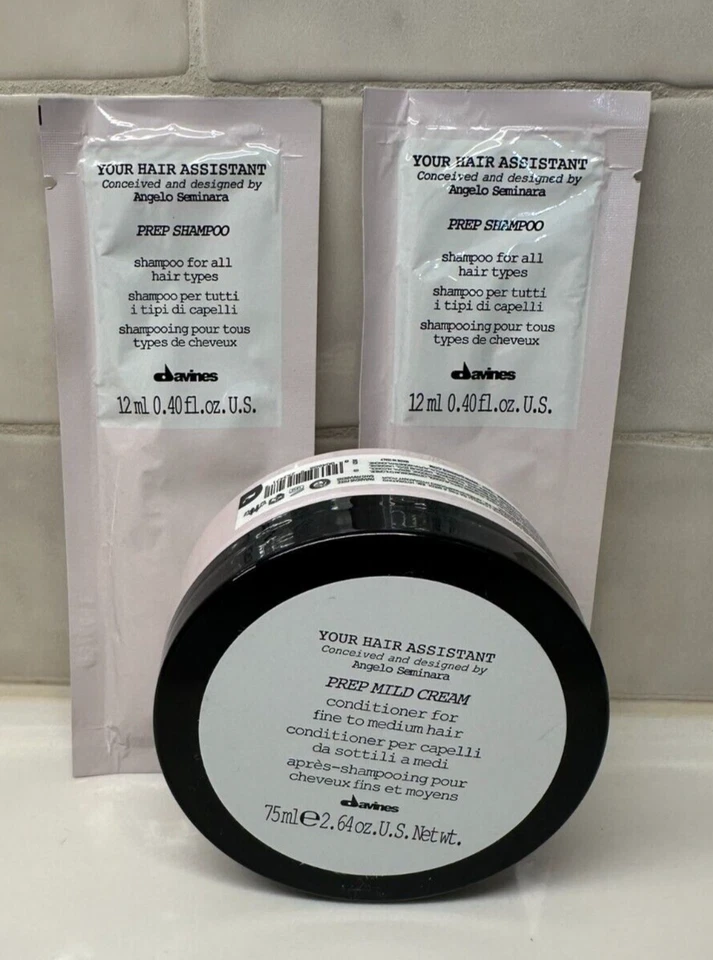 YOUR HAIR ASSISTANT
Conceived and designed by
Angelo Seminara
PREP SHAMPOO
shampoo for all
hair types
shampoo per tutti
i tipi di capelli
shampooing pour tous
types de cheveux
davines
12 ml 0.40 fl.oz. U.S.
YOUR HAIR ASSISTANT
Conceived and designed by
Angelo Seminara
PREP SHAMPOO
shampoo for all
hair types
shampoo per tutti
i tipi di capelli
shampooing pour tous
types de cheveux
davines
12 ml 0.40 fl.oz. U.S.
YOUR HAIR ASSISTANT
Conceived and designed by
Angelo Seminara
PREP MILD CREAM
conditioner for
fine to medium hair
conditioner per capelli
da sottili a medi
après-shampooing pour
cheveux fins et moyens
davines
75 ml e 2.64 oz. U.S. Net wt.